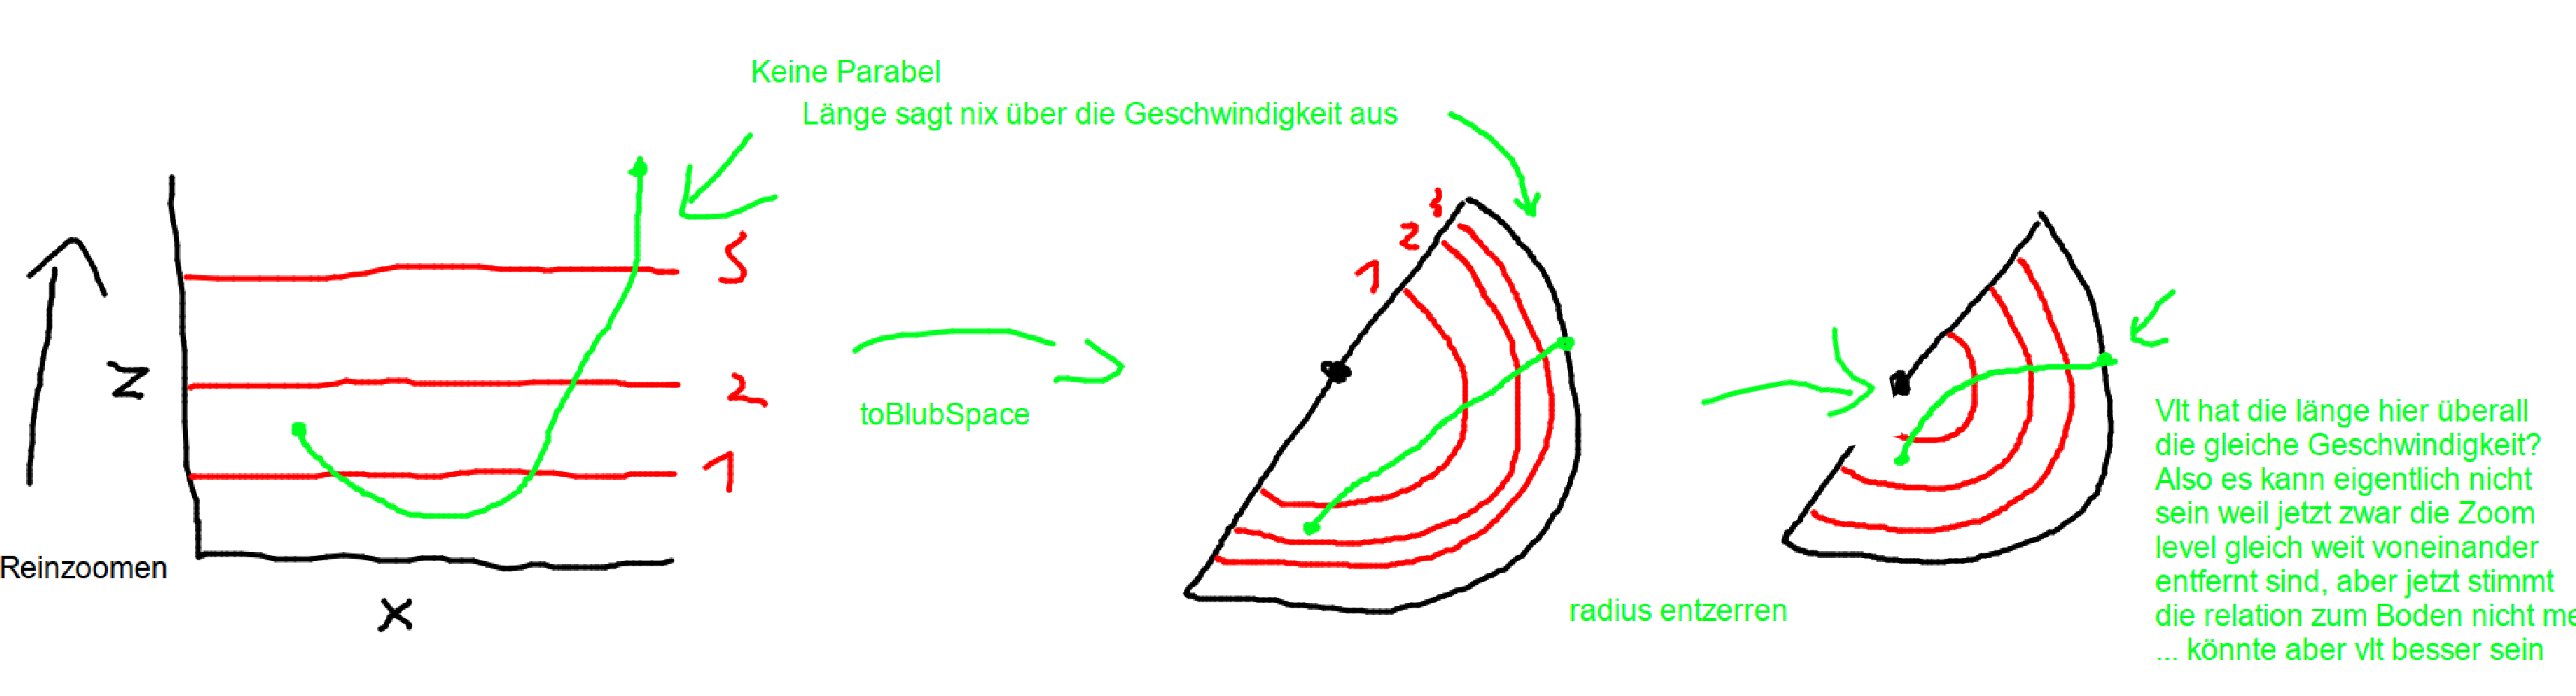 Keine Parabel
Länge sagt nix über die Geschwindigkeit aus
3
2
1
Z
X
Reinzoomen
toBlubSpace
3
2
1
radius entzerren
Vlt hat die länge hier überall
die gleiche Geschwindigkeit?
Also es kann eigentlich nicht
sein weil jetzt zwar die Zoom
level gleich weit voneinander
entfernt sind, aber jetzt stimmt
die relation zum Boden nicht me
... könnte aber vlt besser sein